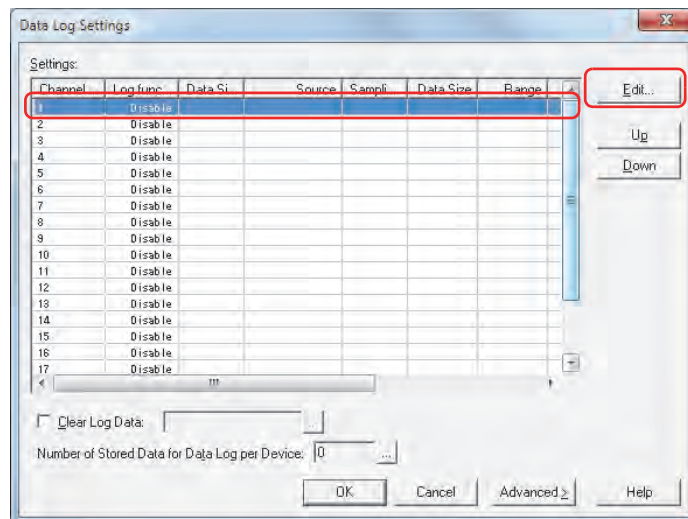 Data Log Settings
Settings:
Channel Log func... Data Si... Source Sampli... Data Size Range
1 Disable
2 Disable
3 Disable
4 Disable
5 Disable
6 Disable
7 Disable
8 Disable
9 Disable
10 Disable
11 Disable
12 Disable
13 Disable
14 Disable
15 Disable
16 Disable
17 Disable
Edit...
Up
Down
Clear Log Data: ...
Number of Stored Data for Data Log per Device: 0 ...
OK Cancel Advanced > Help